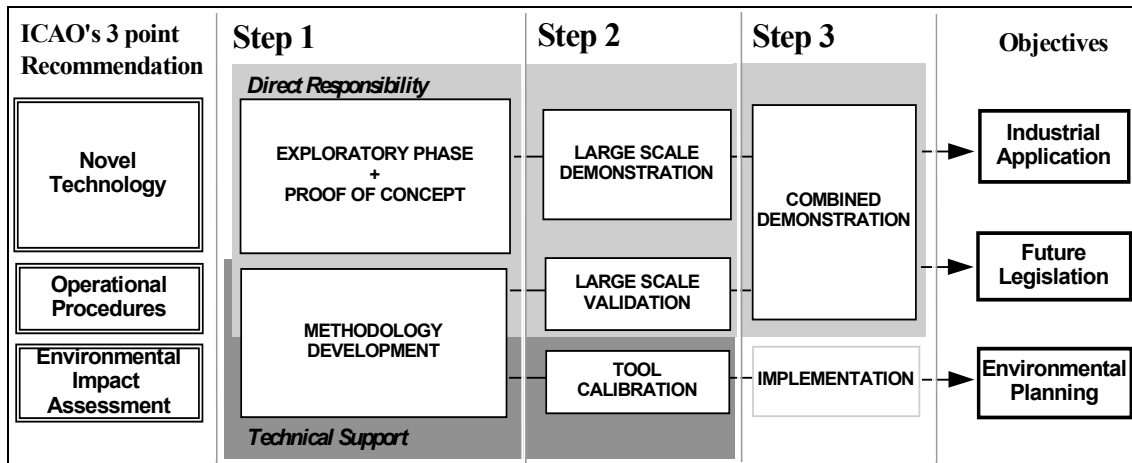 ICAO's 3 point
Recommendation
Step 1
Step 2
Step 3
Objectives
Direct Responsibility
Novel
Technology
EXPLORATORY PHASE
+
PROOF OF CONCEPT
LARGE SCALE
DEMONSTRATION
COMBINED
DEMONSTRATION
Industrial
Application
Operational
Procedures
METHODOLOGY
DEVELOPMENT
LARGE SCALE
VALIDATION
Future
Legislation
Environmental
Impact
Assessment
TOOL
CALIBRATION
IMPLEMENTATION
Environmental
Planning
Technical Support